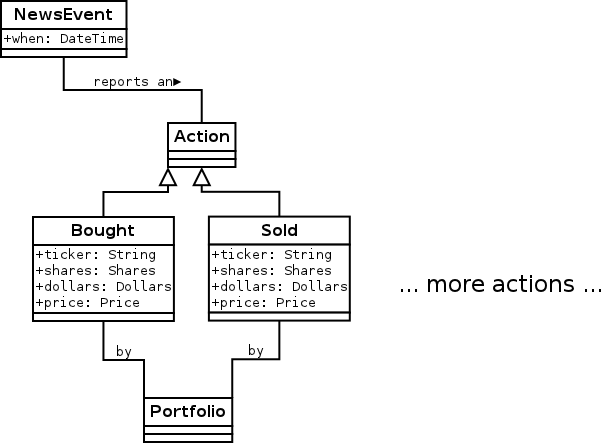 NewsEvent
+when: DateTime
reports an▶
Action
Bought
+ticker: String
+shares: Shares
+dollars: Dollars
+price: Price
Sold
+ticker: String
+shares: Shares
+dollars: Dollars
+price: Price
... more actions ...
by
by
Portfolio